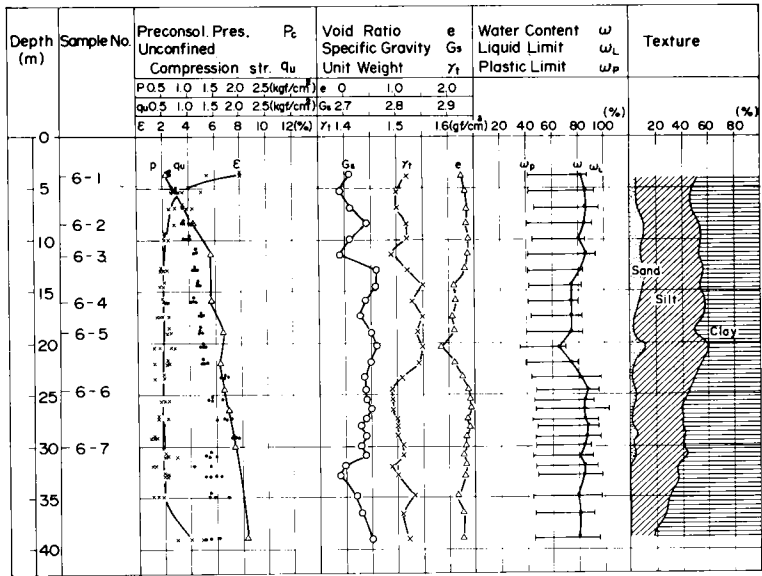 Depth (m)
Sample No.
Preconsol. Pres. Pc
Unconfined
Compression str. qu
P 0.5 1.0 1.5 2.0 2.5(kgf/cm²)
qu 0.5 1.0 1.5 2.0 2.5(kgf/cm²)
ε 2 4 6 8 10 12(%)
Void Ratio e
Specific Gravity Gs
Unit Weight γt
e 0 1.0 2.0
Gs 2.7 2.8 2.9
γt 1.4 1.5 1.6(gf/cm³)
Water Content ω
Liquid Limit ωL
Plastic Limit ωP
(%)
20 40 60 80 100
Texture
(%)
20 40 60 80
0
5
10
15
20
25
30
35
40
6-1
6-2
6-3
6-4
6-5
6-6
6-7
p qu ε
Gs γt e
ωP ω ωL
Sand
Silt
Clay